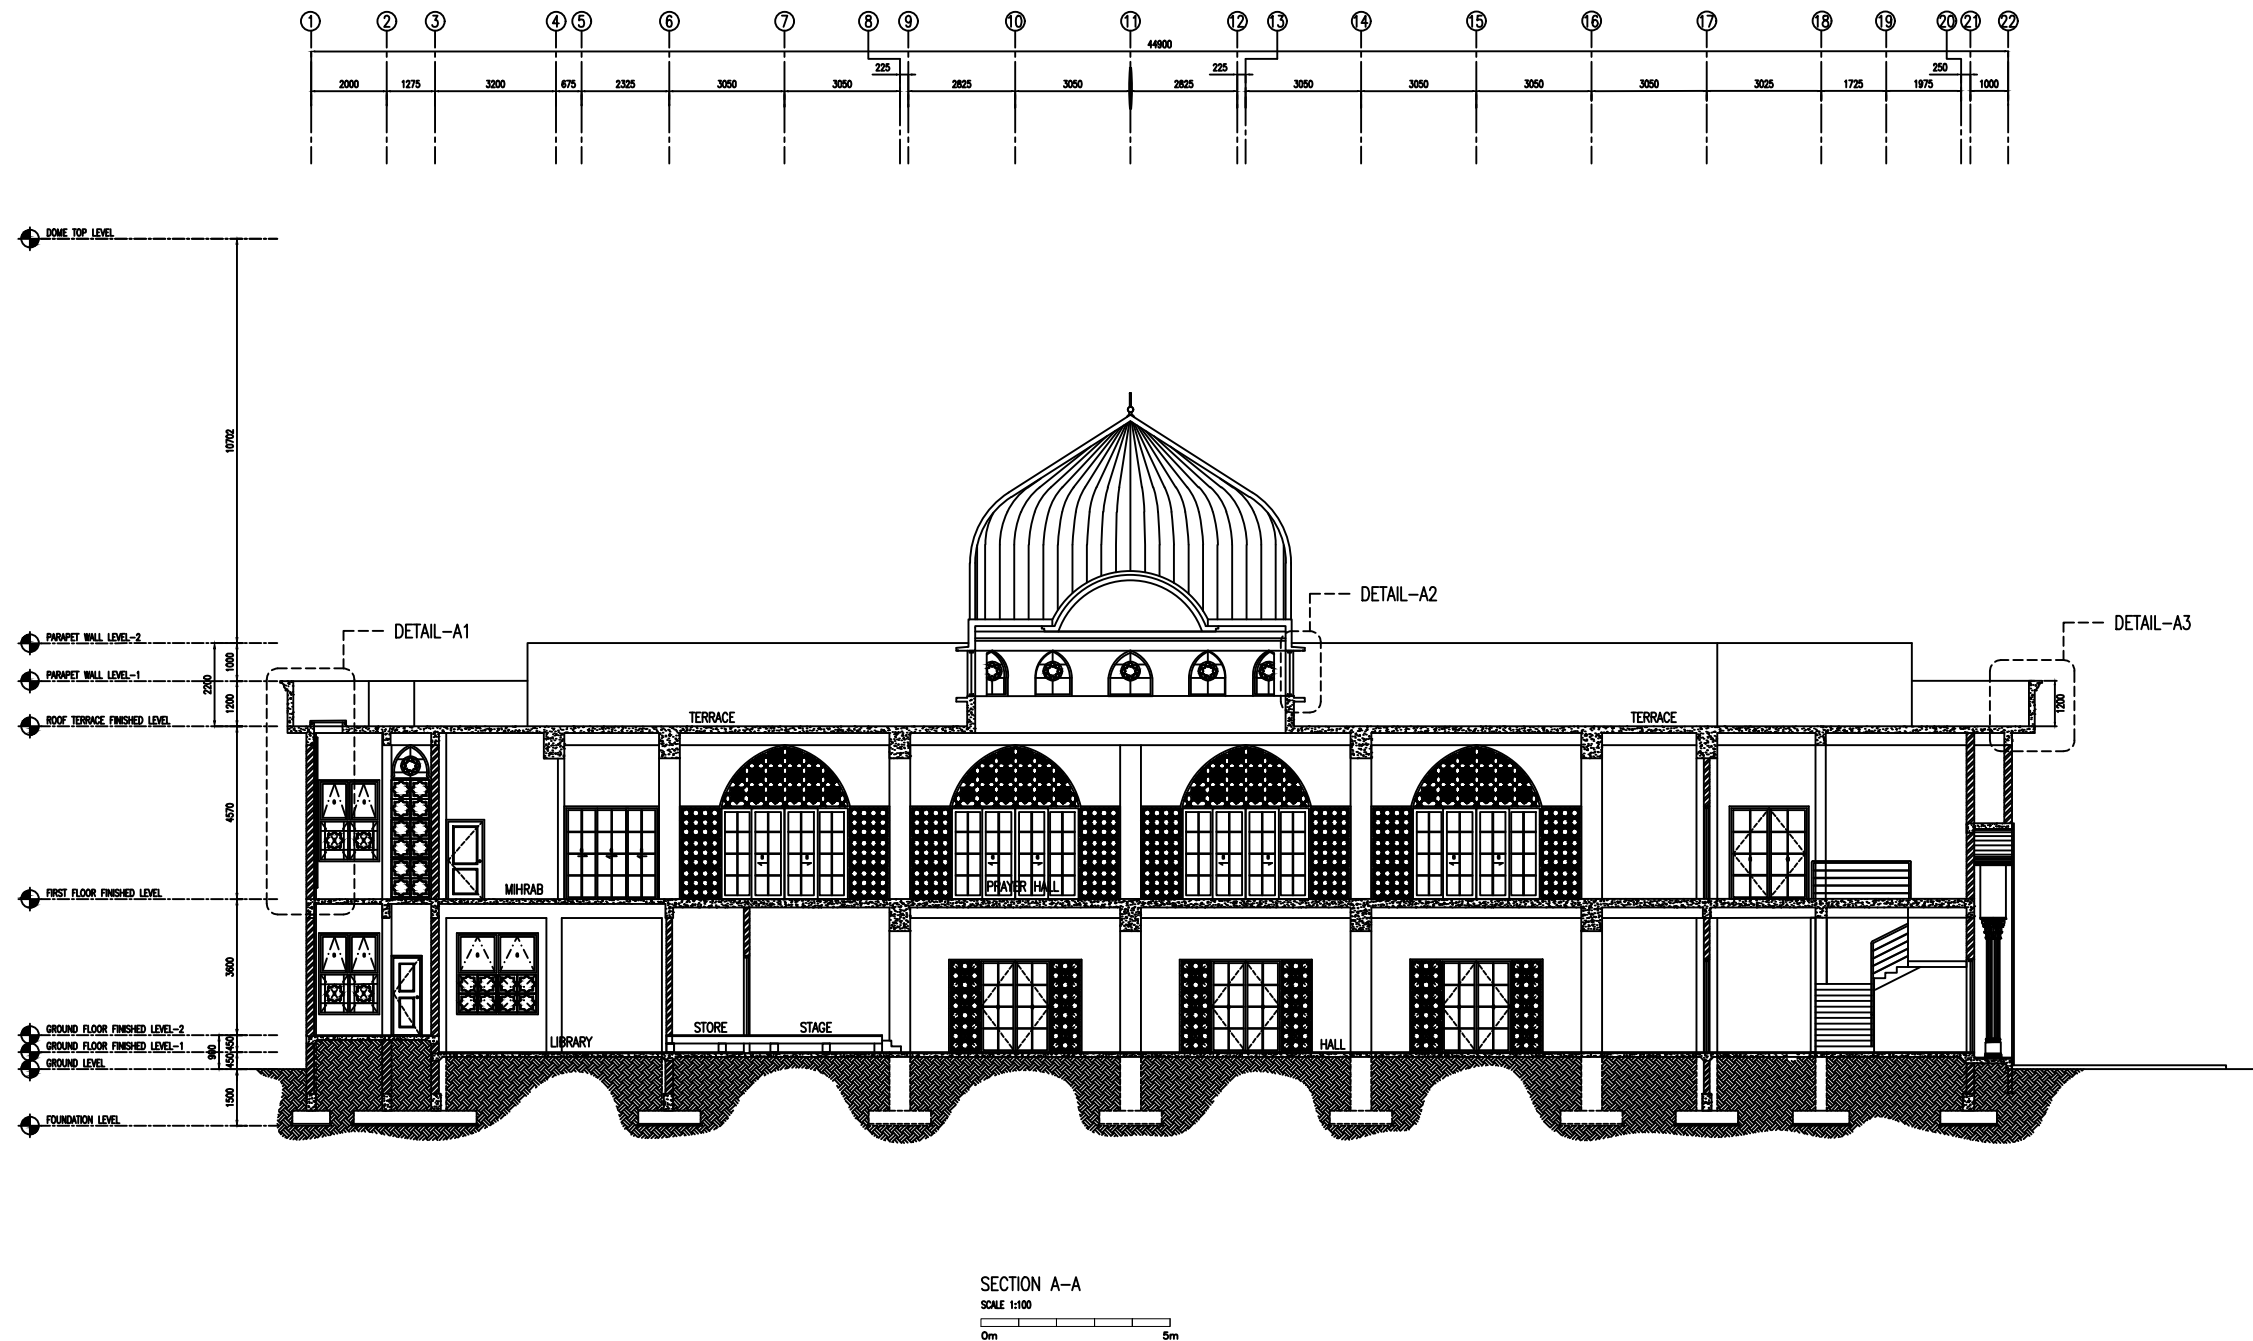 1 2 3 4 5 6 7 8 9 10 11 12 13 14 15 16 17 18 19 20 21 22
44900
225 225 250
2000 1275 3200 675 2325 3050 3050 2825 3050 2825 3050 3050 3050 3050 3025 1725 1975 1000
DOME TOP LEVEL
10702
DETAIL-A2
DETAIL-A3
DETAIL-A1
PARAPET WALL LEVEL-2
1000
2200
PARAPET WALL LEVEL-1
1200
1200
ROOF TERRACE FINISHED LEVEL
TERRACE TERRACE
4570
FIRST FLOOR FINISHED LEVEL
MIHRAB PRAYER HALL
3600
GROUND FLOOR FINISHED LEVEL-2
STORE STAGE
450
900
GROUND FLOOR FINISHED LEVEL-1
LIBRARY HALL
450
GROUND LEVEL
1500
FOUNDATION LEVEL
SECTION A-A
SCALE 1:100
0m 5m